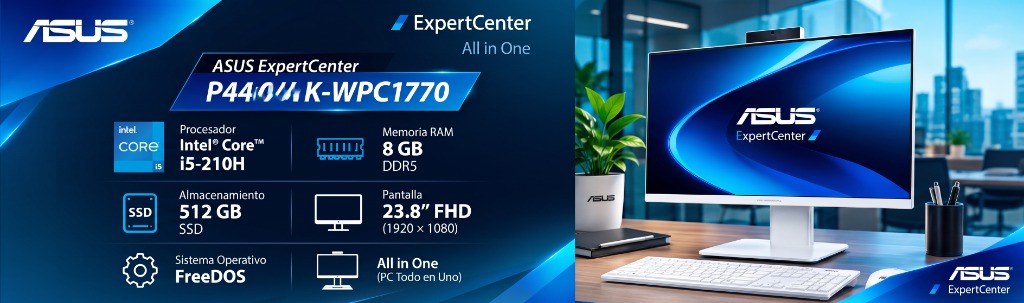 ASUS
ExpertCenter
All in One
ASUS ExpertCenter
K-WPC1770
intel.
CORE
i5
Procesador
Intel® Core™
i5-210H
Memoria RAM
8 GB
DDR5
Almacenamiento
512 GB
SSD
SSD
Pantalla
23.8” FHD
(1920 × 1080)
Sistema Operativo
FreeDOS
All in One
(PC Todo en Uno)
ASUS
ExpertCenter
ASUS
ASUS
ExpertCenter